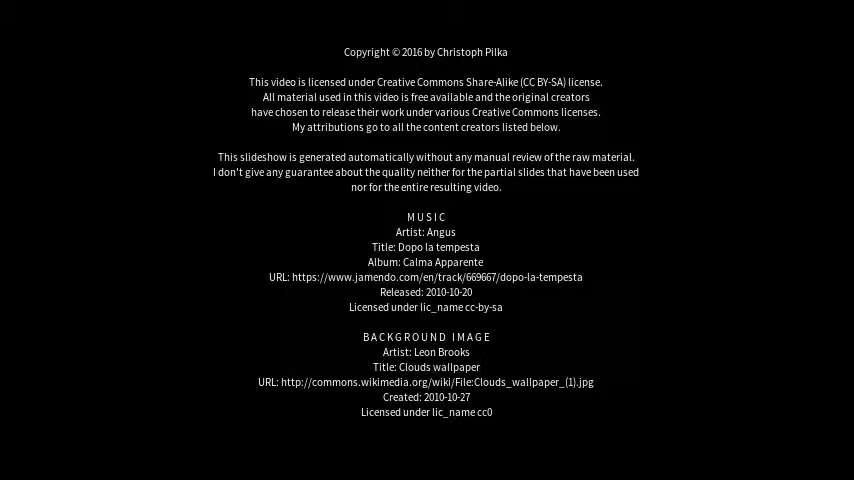 Copyright © 2016 by Christoph Pilka
This video is licensed under Creative Commons Share-Alike (CC BY-SA) license.
All material used in this video is free available and the original creators
have chosen to release their work under various Creative Commons licenses.
My attributions go to all the content creators listed below.
This slideshow is generated automatically without any manual review of the raw material.
I don't give any guarantee about the quality neither for the partial slides that have been used
nor for the entire resulting video.
MUSIC
Artist: Angus
Title: Dopo la tempesta
Album: Calma Apparente
URL: https://www.jamendo.com/en/track/669667/dopo-la-tempesta
Released: 2010-10-20
Licensed under lic_name cc-by-sa
BACKGROUND IMAGE
Artist: Leon Brooks
Title: Clouds wallpaper
URL: http://commons.wikimedia.org/wiki/File:Clouds_wallpaper_(1).jpg
Created: 2010-10-27
Licensed under lic_name cc0